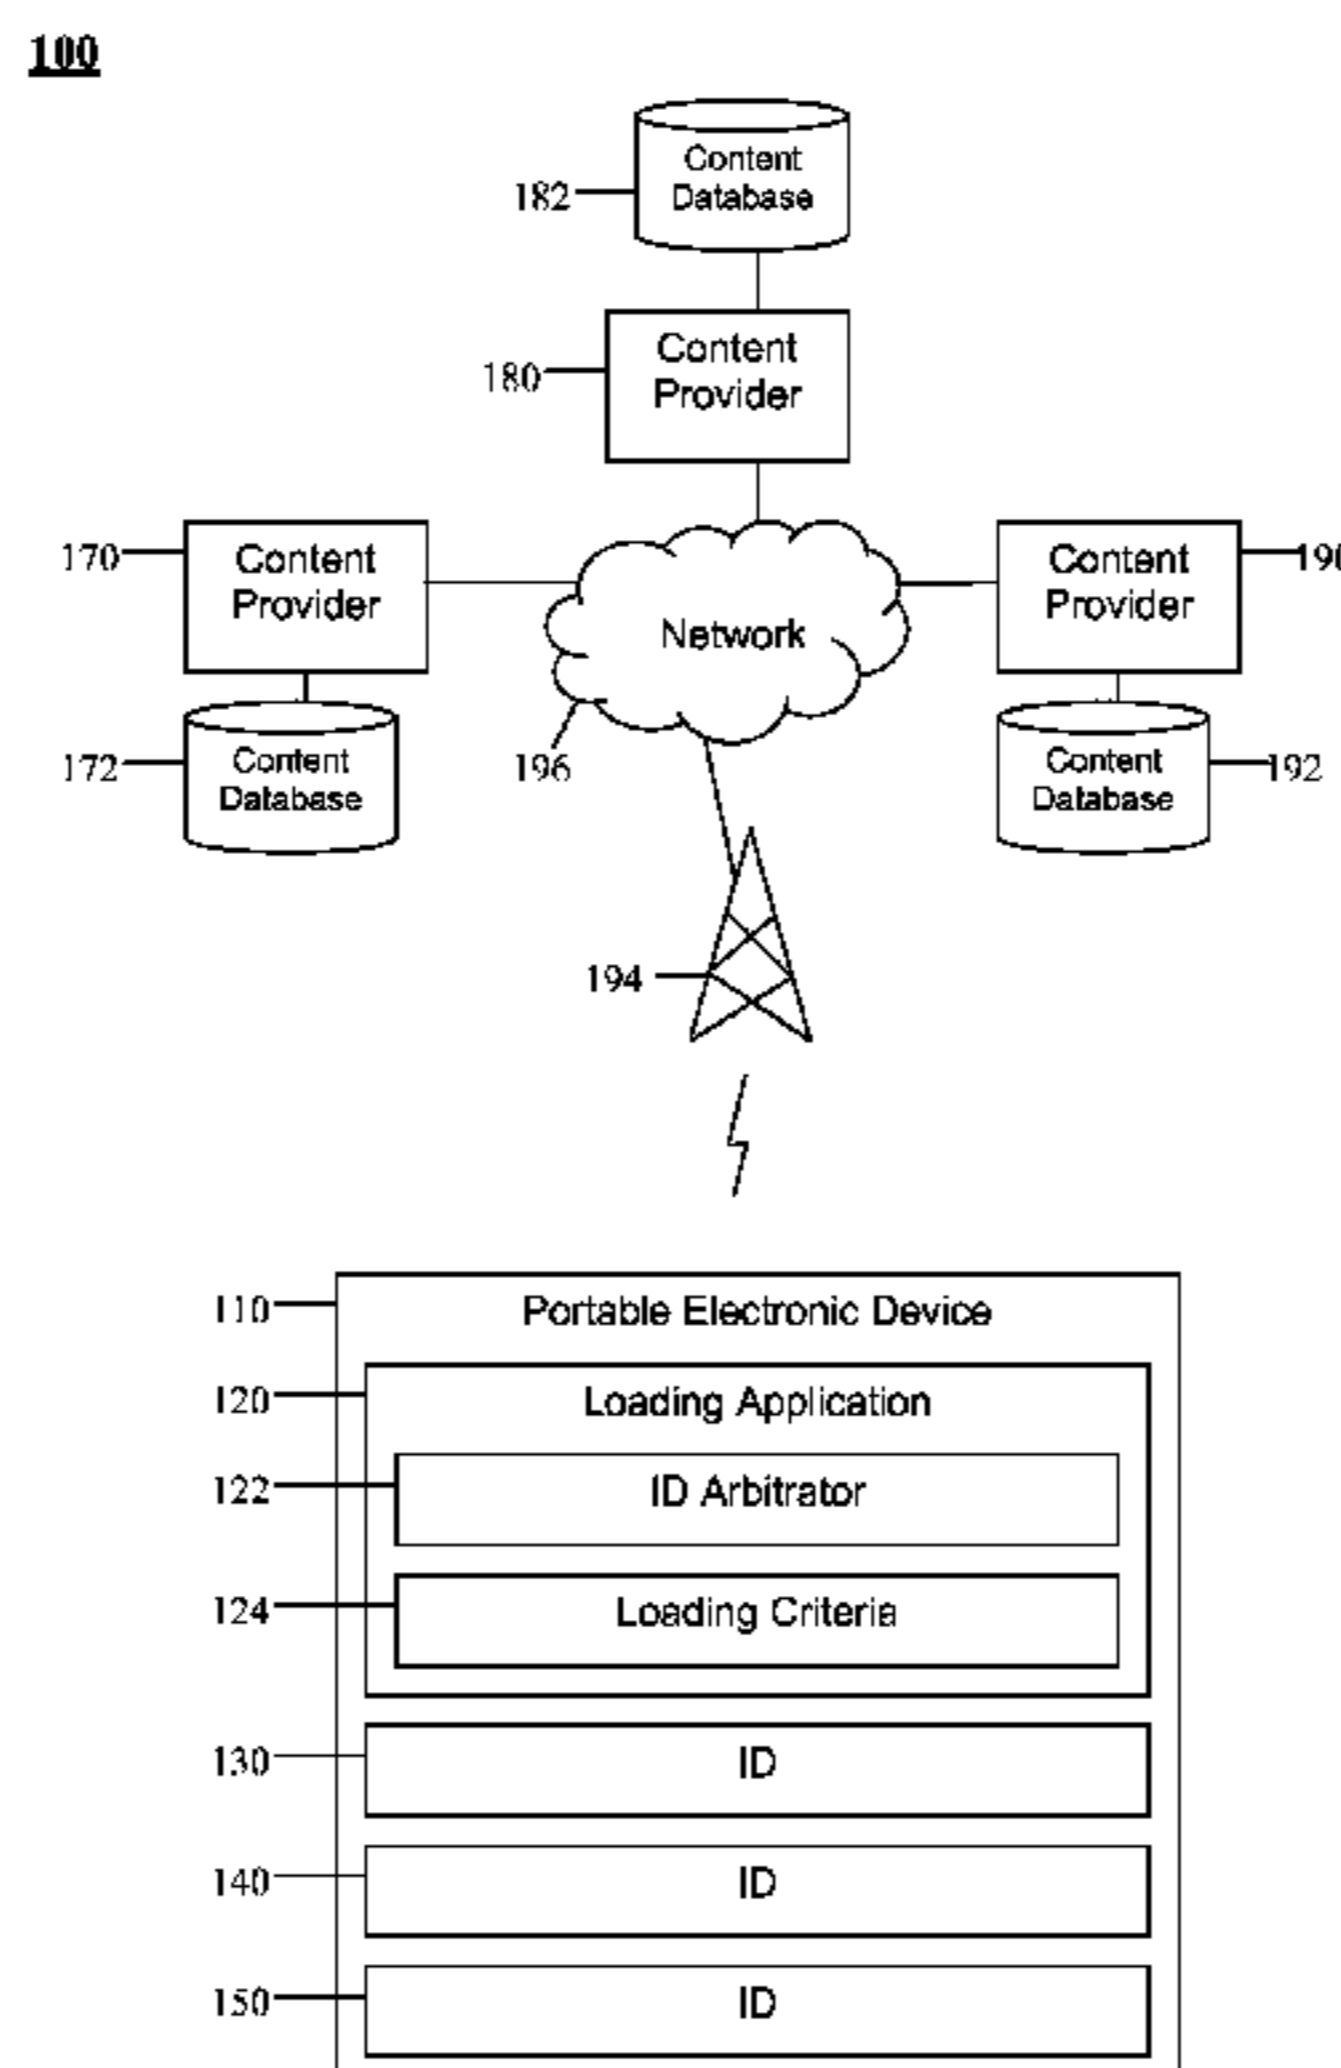 100
Content
Database
182
Content
Provider
180
170
Content
Provider
Network
Content
Provider
190
172
Content
Database
196
Content
Database
192
194
110
Portable Electronic Device
120
Loading Application
122
ID Arbitrator
124
Loading Criteria
130
ID
140
ID
150
ID